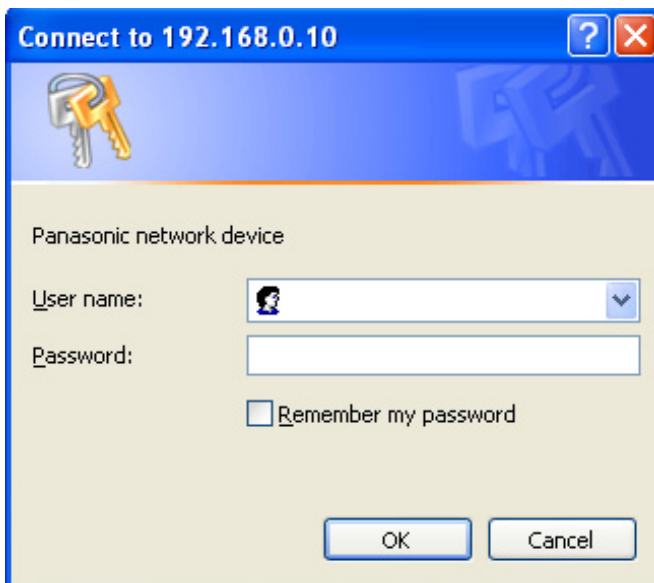 Connect to 192.168.0.10
Panasonic network device
User name:
Password:
Remember my password
OK Cancel